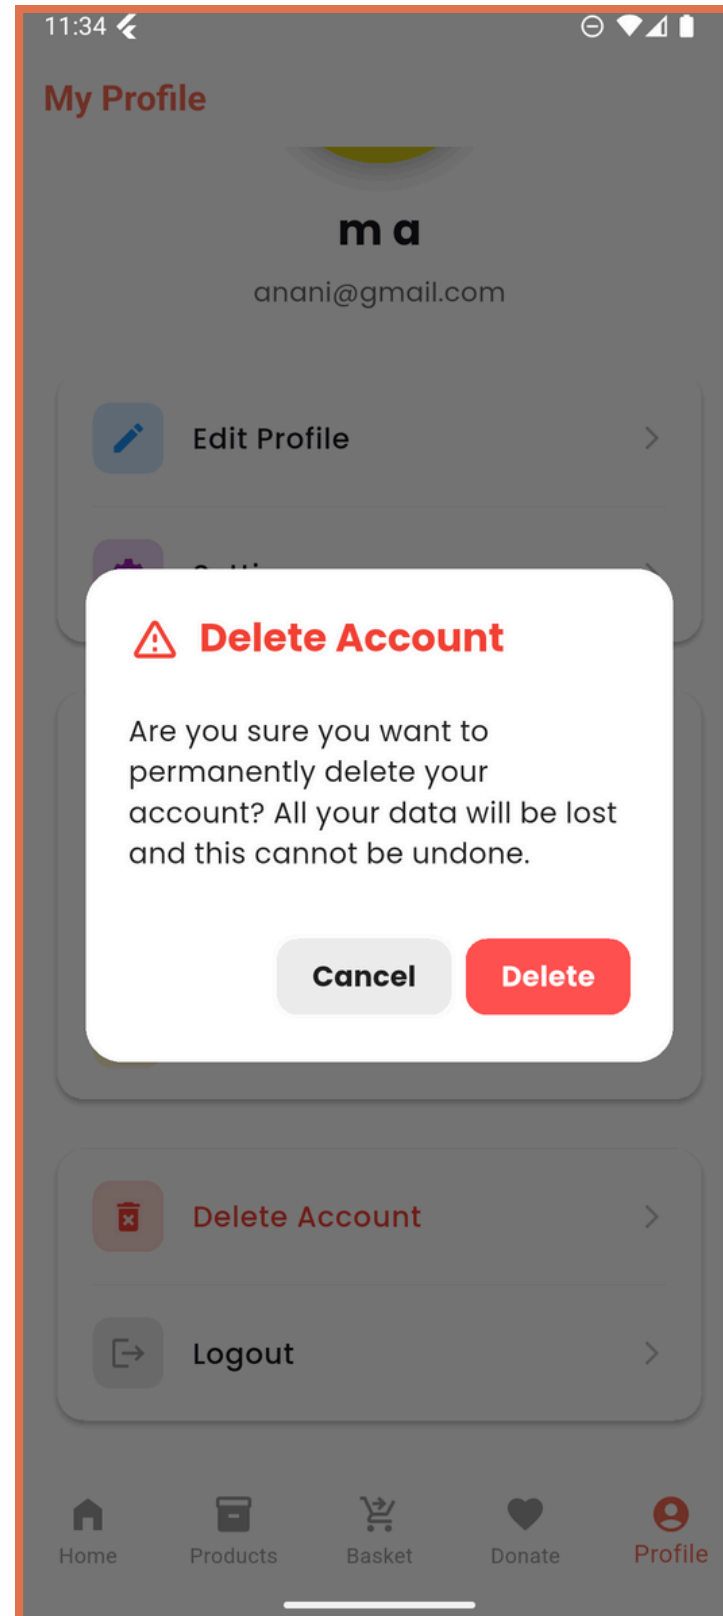 11:34
My Profile
m a
anani@gmail.com
Edit Profile
Delete Account
Are you sure you want to
permanently delete your
account? All your data will be lost
and this cannot be undone.
Cancel Delete
Delete Account
Logout
Home Products Basket Donate Profile